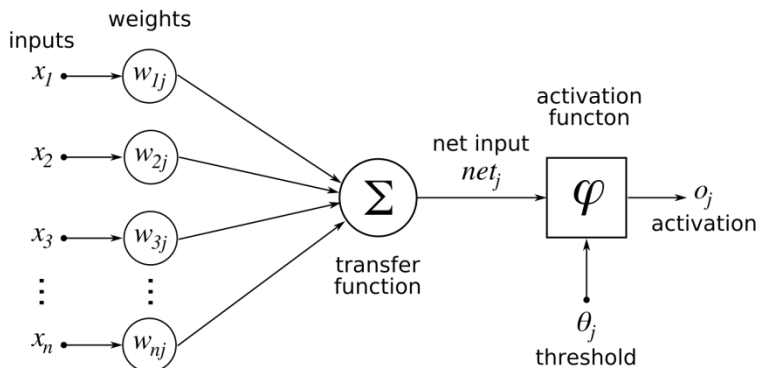 inputs
weights
x₁
w₁ⱼ
x₂
w₂ⱼ
x₃
w₃ⱼ
⋮
⋮
xₙ
wₙⱼ
Σ
transfer
function
net input
netⱼ
activation
functon
φ
oⱼ
activation
θⱼ
threshold